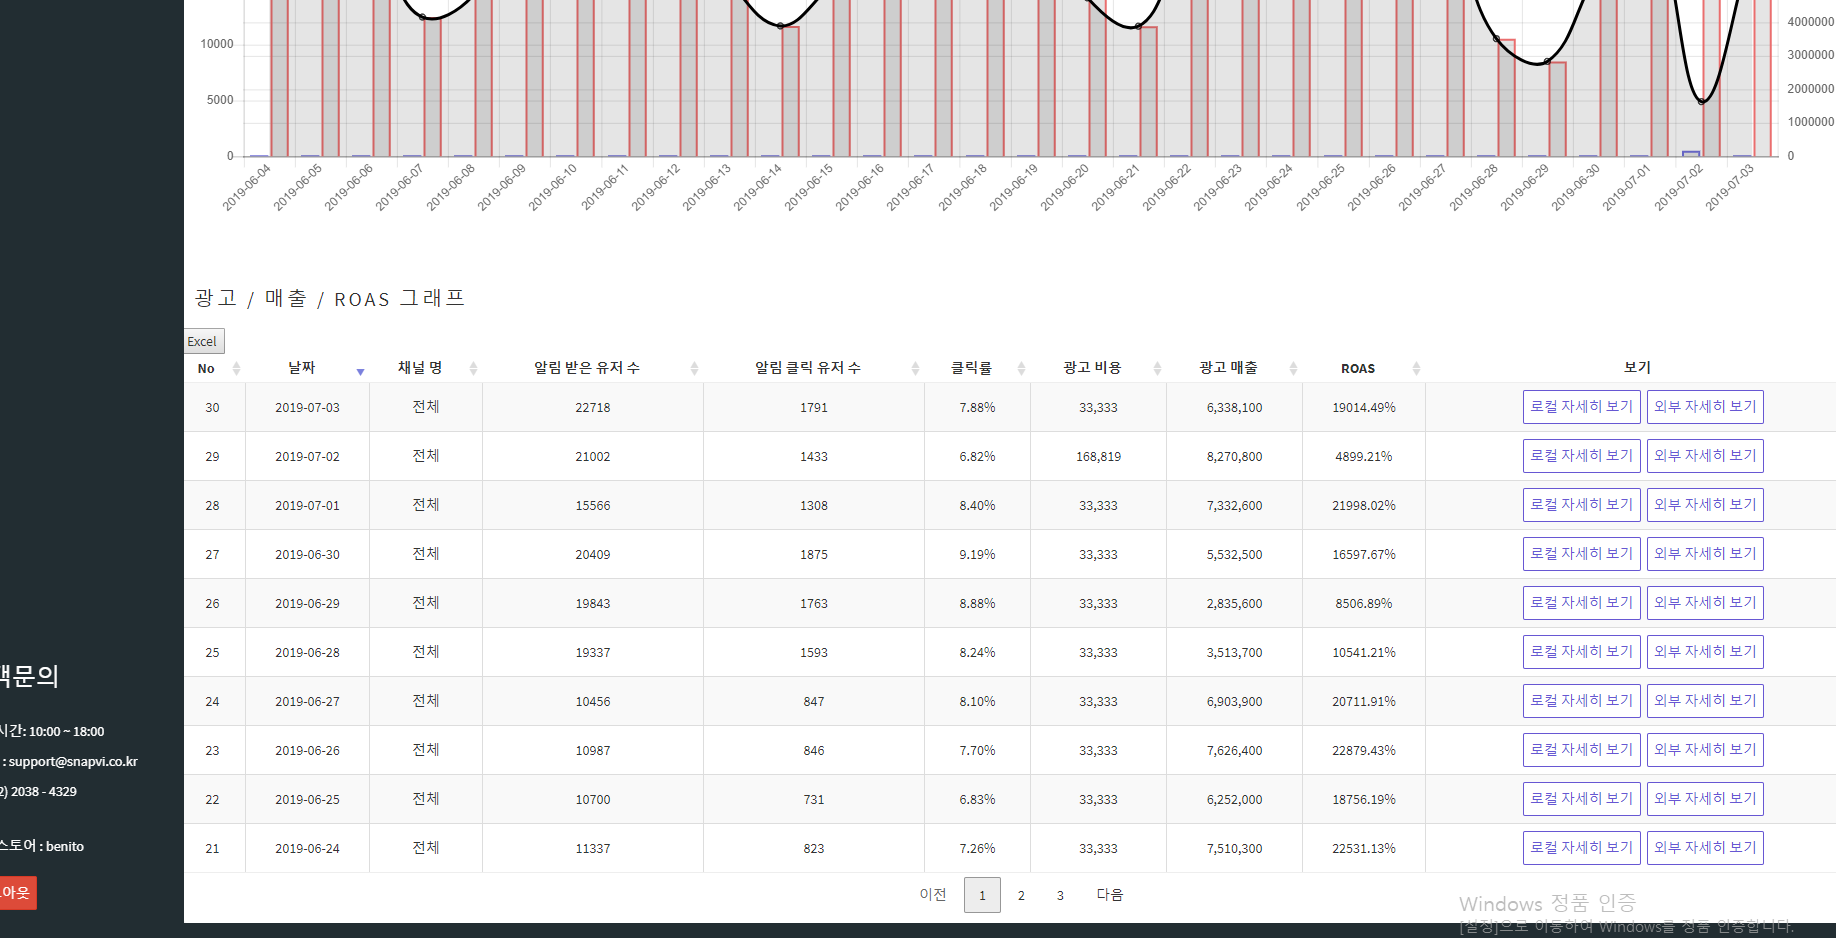 10000
5000
0
4000000
3000000
2000000
1000000
0
2019-06-04 2019-06-05 2019-06-06 2019-06-07 2019-06-08 2019-06-09 2019-06-10 2019-06-11 2019-06-12 2019-06-13 2019-06-14 2019-06-15 2019-06-16 2019-06-17 2019-06-18 2019-06-19 2019-06-20 2019-06-21 2019-06-22 2019-06-23 2019-06-24 2019-06-25 2019-06-26 2019-06-27 2019-06-28 2019-06-29 2019-06-30 2019-07-01 2019-07-02 2019-07-03
광고 / 매출 / ROAS 그래프
Excel
No 날짜 채널 명 알림 받은 유저 수 알림 클릭 유저 수 클릭률 광고 비용 광고 매출 ROAS 보기
30 2019-07-03 전체 22718 1791 7.88% 33,333 6,338,100 19014.49% 로컬 자세히 보기 외부 자세히 보기
29 2019-07-02 전체 21002 1433 6.82% 168,819 8,270,800 4899.21% 로컬 자세히 보기 외부 자세히 보기
28 2019-07-01 전체 15566 1308 8.40% 33,333 7,332,600 21998.02% 로컬 자세히 보기 외부 자세히 보기
27 2019-06-30 전체 20409 1875 9.19% 33,333 5,532,500 16597.67% 로컬 자세히 보기 외부 자세히 보기
26 2019-06-29 전체 19843 1763 8.88% 33,333 2,835,600 8506.89% 로컬 자세히 보기 외부 자세히 보기
25 2019-06-28 전체 19337 1593 8.24% 33,333 3,513,700 10541.21% 로컬 자세히 보기 외부 자세히 보기
24 2019-06-27 전체 10456 847 8.10% 33,333 6,903,900 20711.91% 로컬 자세히 보기 외부 자세히 보기
23 2019-06-26 전체 10987 846 7.70% 33,333 7,626,400 22879.43% 로컬 자세히 보기 외부 자세히 보기
22 2019-06-25 전체 10700 731 6.83% 33,333 6,252,000 18756.19% 로컬 자세히 보기 외부 자세히 보기
21 2019-06-24 전체 11337 823 7.26% 33,333 7,510,300 22531.13% 로컬 자세히 보기 외부 자세히 보기
이전 1 2 3 다음
문의
시간: 10:00 ~ 18:00
: support@snapvi.co.kr
2) 2038 - 4329
스토어 : benito
아웃
Windows 정품 인증
[설정]으로 이동하여 Windows를 정품 인증합니다.